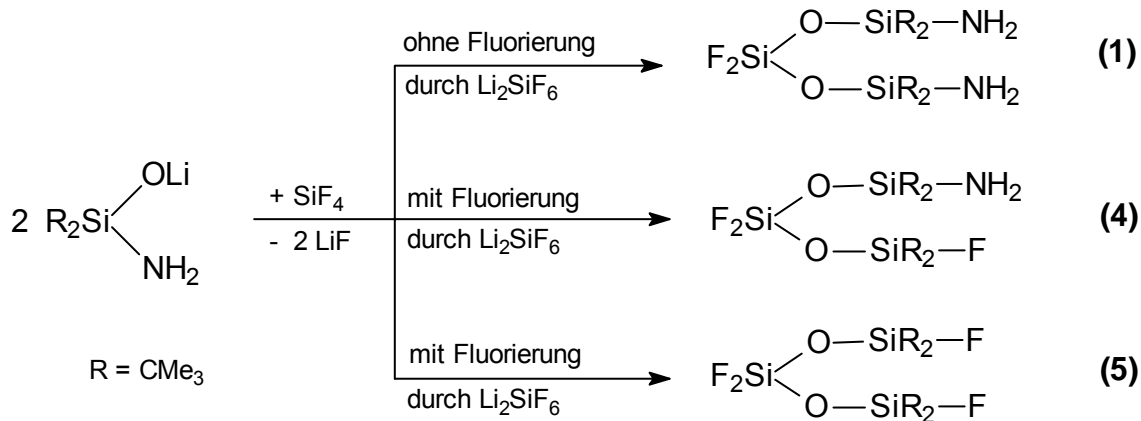 ohne Fluorierung
durch Li2SiF6
O—SiR2—NH2
F2Si
O—SiR2—NH2
(1)
2 R2Si
OLi
NH2
+ SiF4
- 2 LiF
mit Fluorierung
durch Li2SiF6
O—SiR2—NH2
F2Si
O—SiR2—F
(4)
R = CMe3
mit Fluorierung
durch Li2SiF6
O—SiR2—F
F2Si
O—SiR2—F
(5)